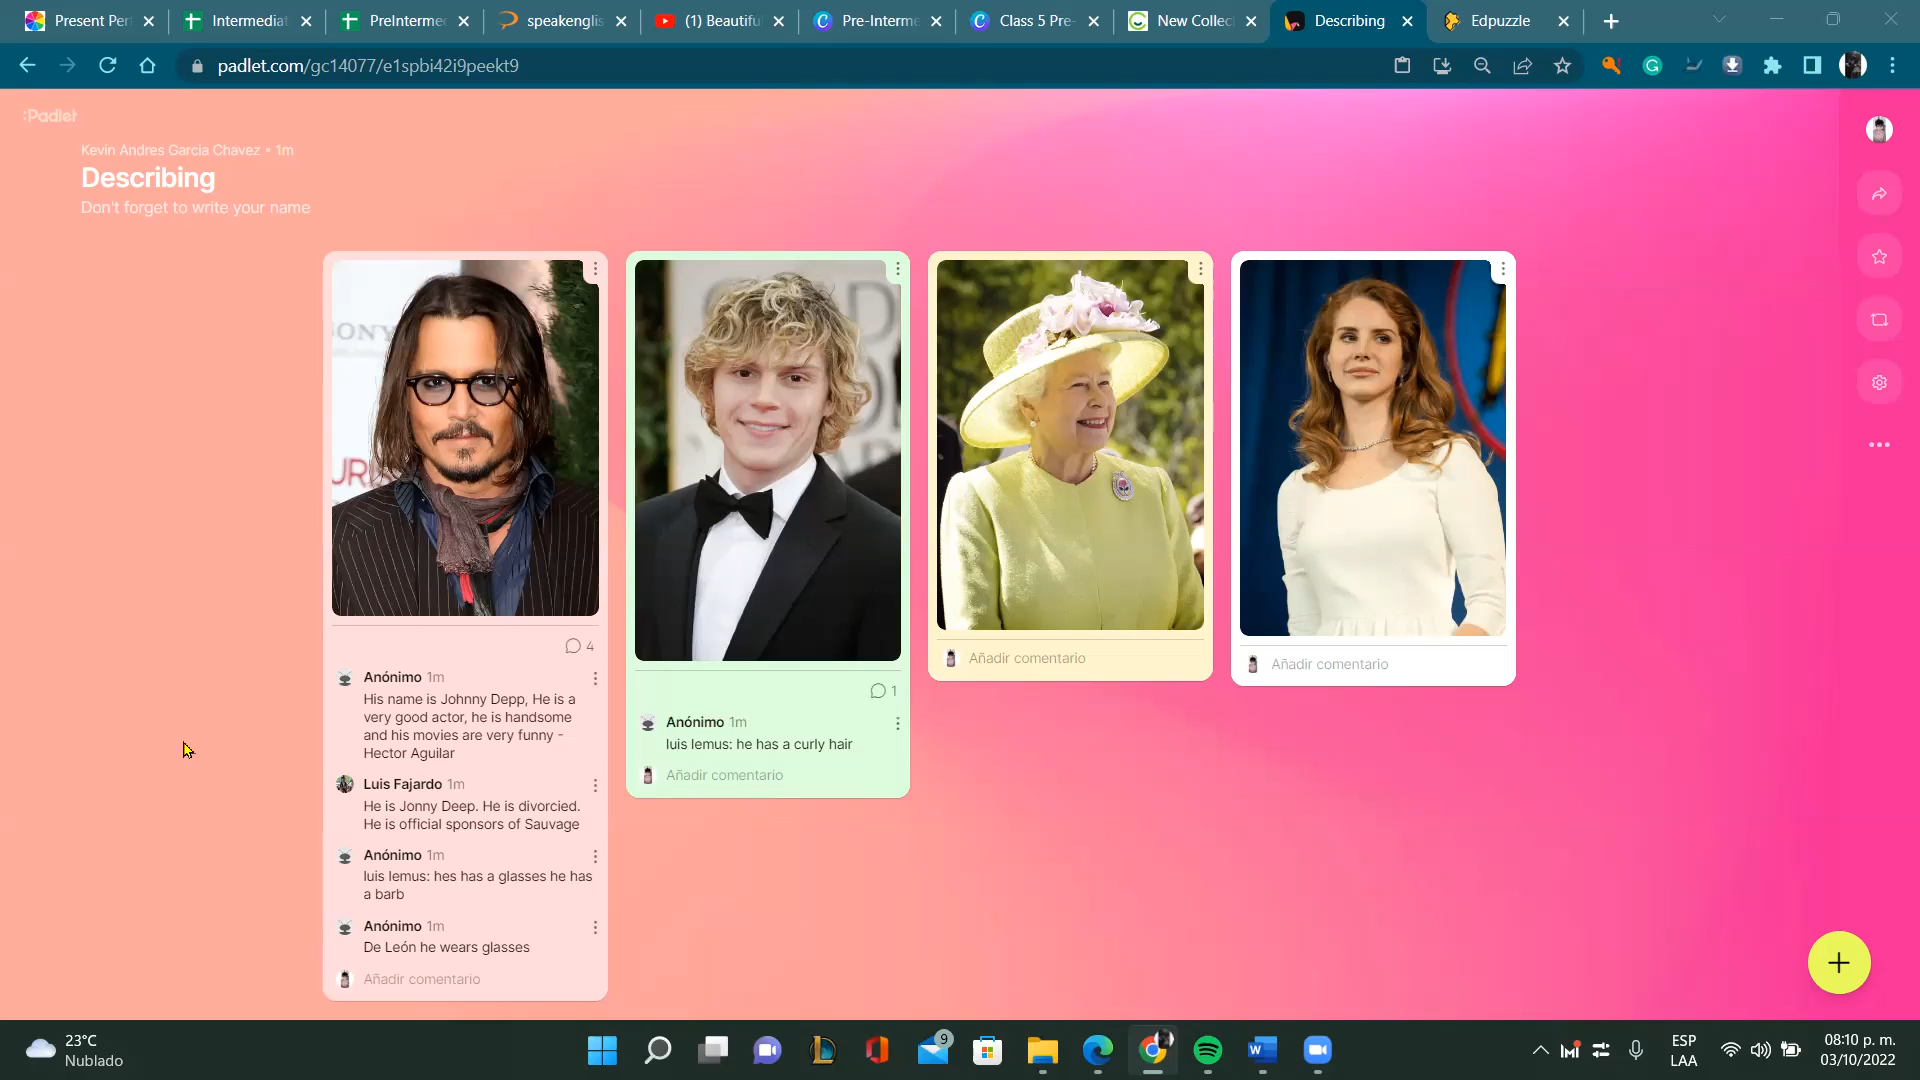 Present Per
Intermediat
PreInterme
speakenglis
(1) Beautifu
Pre-Interme
Class 5 Pre-
New Collec
Describing
Edpuzzle
padlet.com/gc14077/e1spbi42i9peekt9
:Padlet
Kevin Andres Garcia Chavez • 1m
Describing
Don't forget to write your name
SONY
4
Anónimo 1m
His name is Johnny Depp, He is a
very good actor, he is handsome
and his movies are very funny -
Hector Aguilar
Luis Fajardo 1m
He is Jonny Deep. He is divorcied.
He is official sponsors of Sauvage
Anónimo 1m
luis lemus: hes has a glasses he has
a barb
Anónimo 1m
De León he wears glasses
Añadir comentario
1
Anónimo 1m
luis lemus: he has a curly hair
Añadir comentario
Añadir comentario
Añadir comentario
23°C
Nublado
9
ESP
LAA
08:10 p. m.
03/10/2022